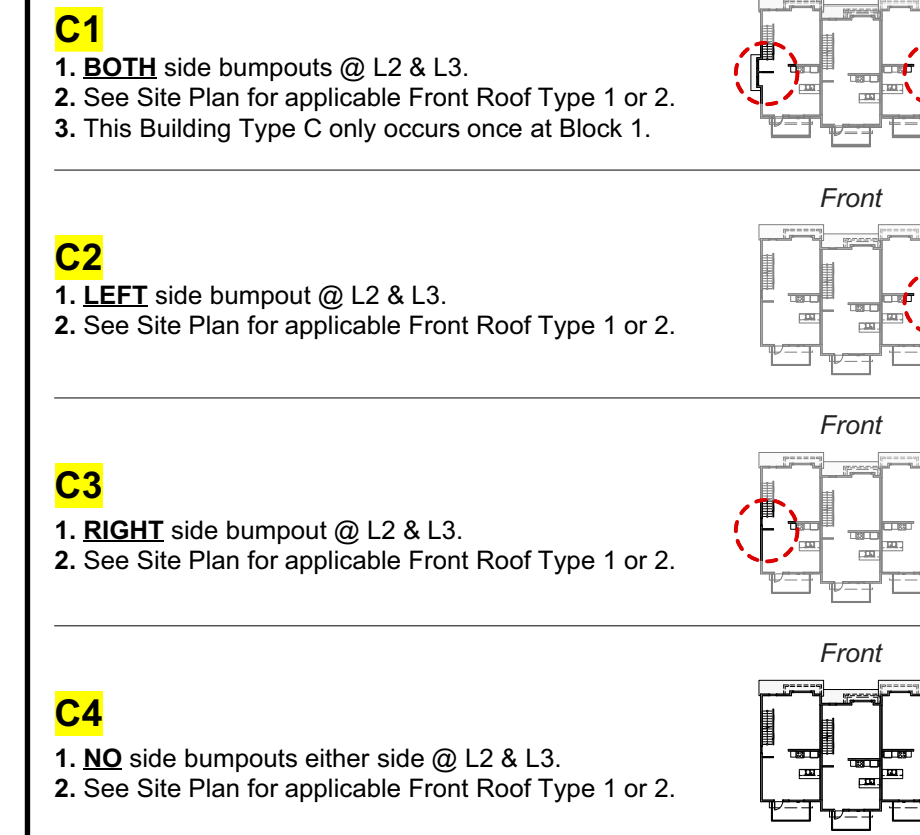 C1
1. BOTH side bumpouts @ L2 & L3.
2. See Site Plan for applicable Front Roof Type 1 or 2.
3. This Building Type C only occurs once at Block 1.
Front
C2
1. LEFT side bumpout @ L2 & L3.
2. See Site Plan for applicable Front Roof Type 1 or 2.
Front
C3
1. RIGHT side bumpout @ L2 & L3.
2. See Site Plan for applicable Front Roof Type 1 or 2.
Front
C4
1. NO side bumpouts either side @ L2 & L3.
2. See Site Plan for applicable Front Roof Type 1 or 2.